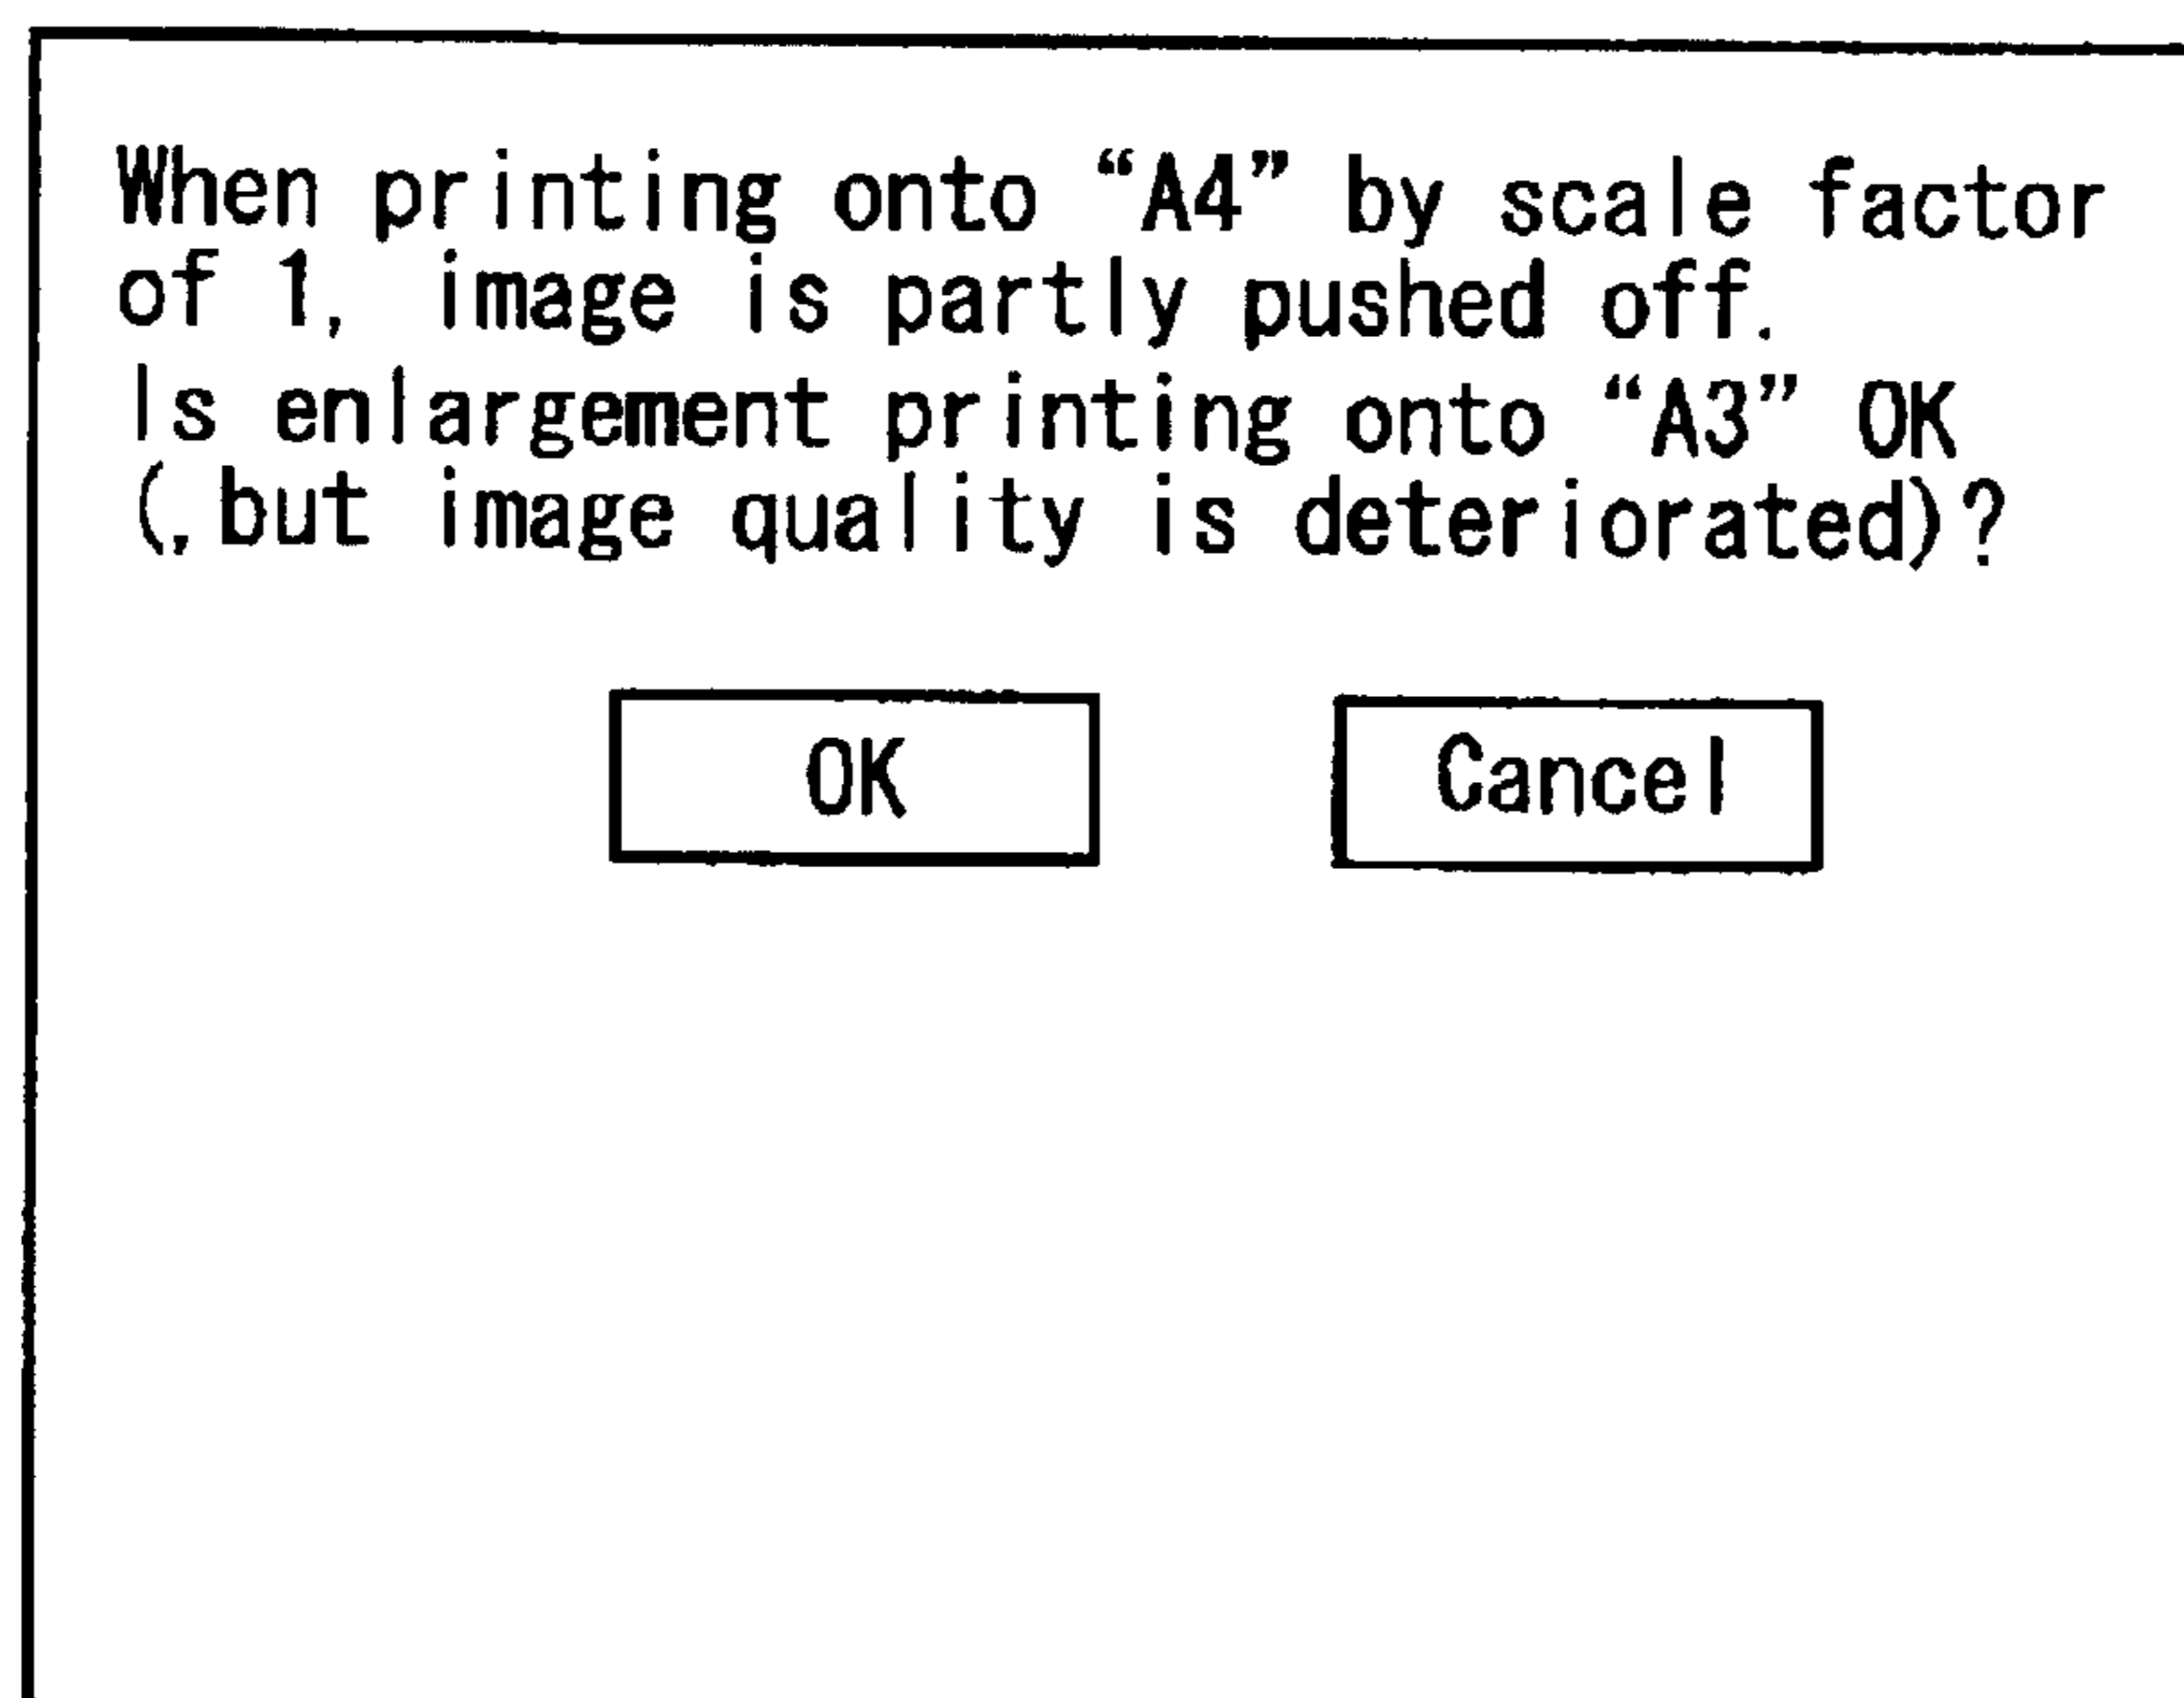 When printing onto “A4” by scale factor
of 1, image is partly pushed off.
Is enlargement printing onto “A3” OK
(,but image quality is deteriorated)?
OK Cancel